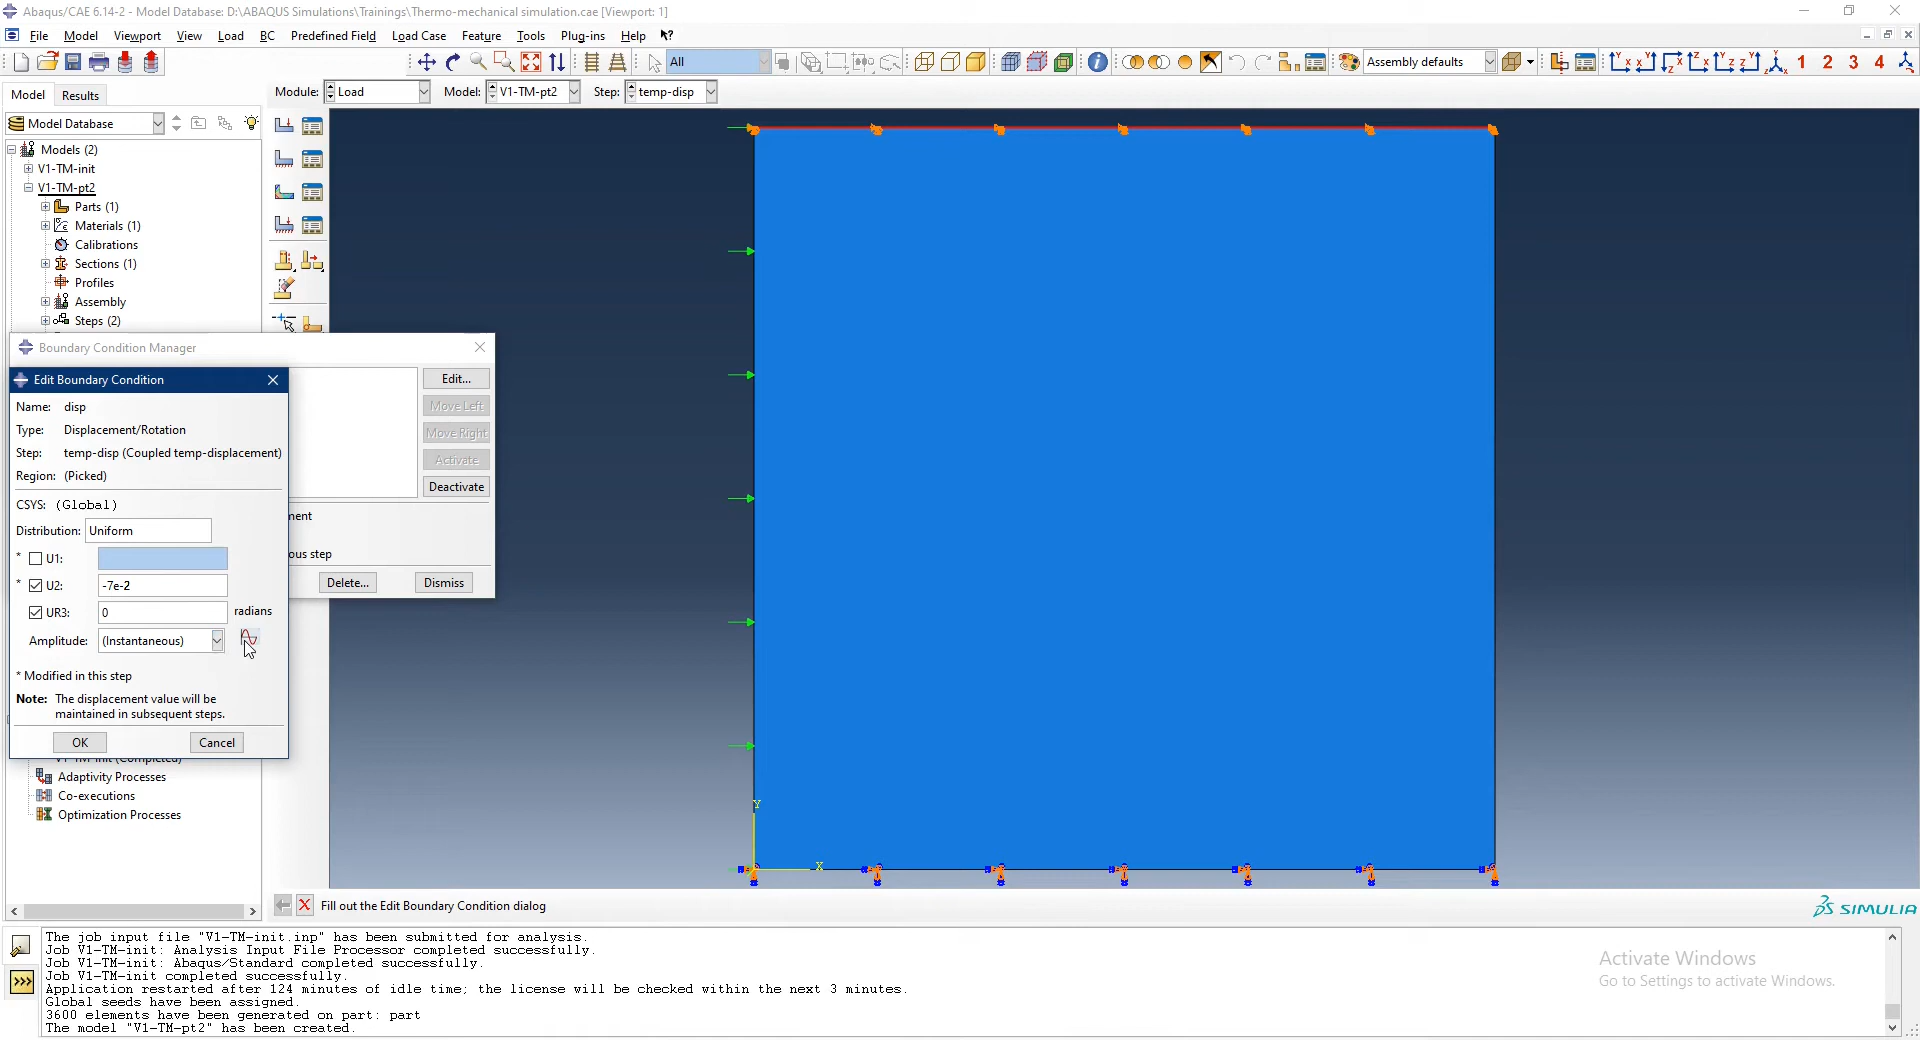 Abaqus/CAE 6.14-2 - Model Database: D:\ABAQUS Simulations\Trainings\Thermo-mechanical simulation.cae [Viewport: 1]
File Model Viewport View Load BC Predefined Field Load Case Feature Tools Plug-ins Help
All
Assembly defaults
1 2 3 4
Model Results
Module: Load Model: V1-TM-pt2 Step: temp-disp
Model Database
Models (2)
V1-TM-init
V1-TM-pt2
Parts (1)
Materials (1)
Calibrations
Sections (1)
Profiles
Assembly
Steps (2)
Boundary Condition Manager
Edit...
Move Left
Move Right
Activate
Deactivate
ment
ous step
Delete... Dismiss
Edit Boundary Condition
Name: disp
Type: Displacement/Rotation
Step: temp-disp (Coupled temp-displacement)
Region: (Picked)
CSYS: (Global)
Distribution: Uniform
* U1:
* U2: -7e-2
UR3: 0 radians
Amplitude: (Instantaneous)
* Modified in this step
Note: The displacement value will be
maintained in subsequent steps.
OK Cancel
V1-TM-init (Completed)
Adaptivity Processes
Co-executions
Optimization Processes
Y
X
Fill out the Edit Boundary Condition dialog
SIMULIA
The job input file "V1-TM-init.inp" has been submitted for analysis.
Job V1-TM-init: Analysis Input File Processor completed successfully.
Job V1-TM-init: Abaqus/Standard completed successfully.
Job V1-TM-init completed successfully.
Application restarted after 124 minutes of idle time; the license will be checked within the next 3 minutes.
Global seeds have been assigned.
3600 elements have been generated on part: part
The model "V1-TM-pt2" has been created.
Activate Windows
Go to Settings to activate Windows.